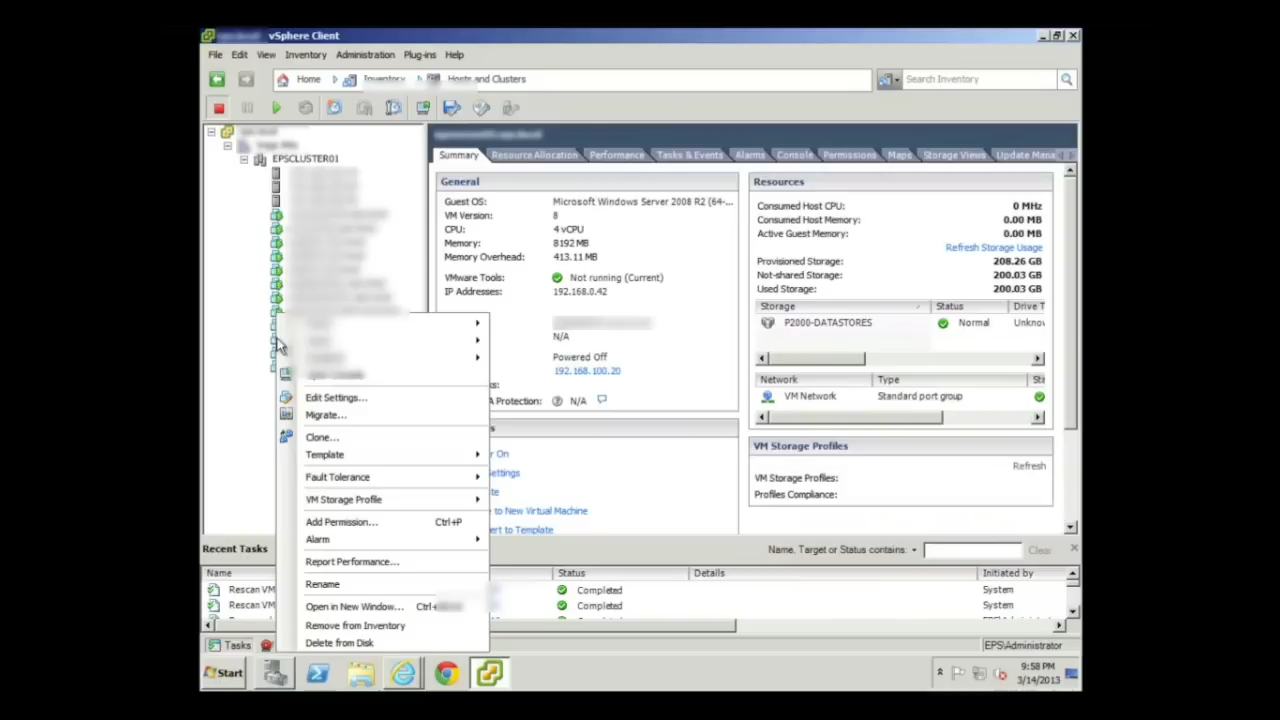 vSphere Client
File Edit View Inventory Administration Plug-ins Help
Home Inventory Hosts and Clusters
Search Inventory
EPSCLUSTER01
Summary Resource Allocation Performance Tasks & Events Alarms Console Permissions Maps Storage Views Update Mana
General
Guest OS: Microsoft Windows Server 2008 R2 (64-...
VM Version: 8
CPU: 4 vCPU
Memory: 8192 MB
Memory Overhead: 413.11 MB
VMware Tools: Not running (Current)
IP Addresses: 192.168.0.42
N/A
Powered Off
192.168.100.20
ks:
A Protection: N/A
s
r On
Settings
te
e to New Virtual Machine
ert to Template
Edit Settings...
Migrate...
Clone...
Template
Fault Tolerance
VM Storage Profile
Add Permission... Ctrl+P
Alarm
Report Performance...
Rename
Open in New Window... Ctrl+
Remove from Inventory
Delete from Disk
Resources
Consumed Host CPU: 0 MHz
Consumed Host Memory: 0.00 MB
Active Guest Memory: 0.00 MB
Refresh Storage Usage
Provisioned Storage: 208.26 GB
Not-shared Storage: 200.03 GB
Used Storage: 200.03 GB
Storage Status Drive T
P2000-DATASTORES Normal Unknov
Network Type Sta
VM Network Standard port group
VM Storage Profiles
Refresh
VM Storage Profiles:
Profiles Compliance:
Recent Tasks Name, Target or Status contains: Clear
Name Status Details Initiated by
Rescan VM Completed System
Rescan VM Completed System
Tasks EPS\Administrator
Start 9:58 PM
3/14/2013